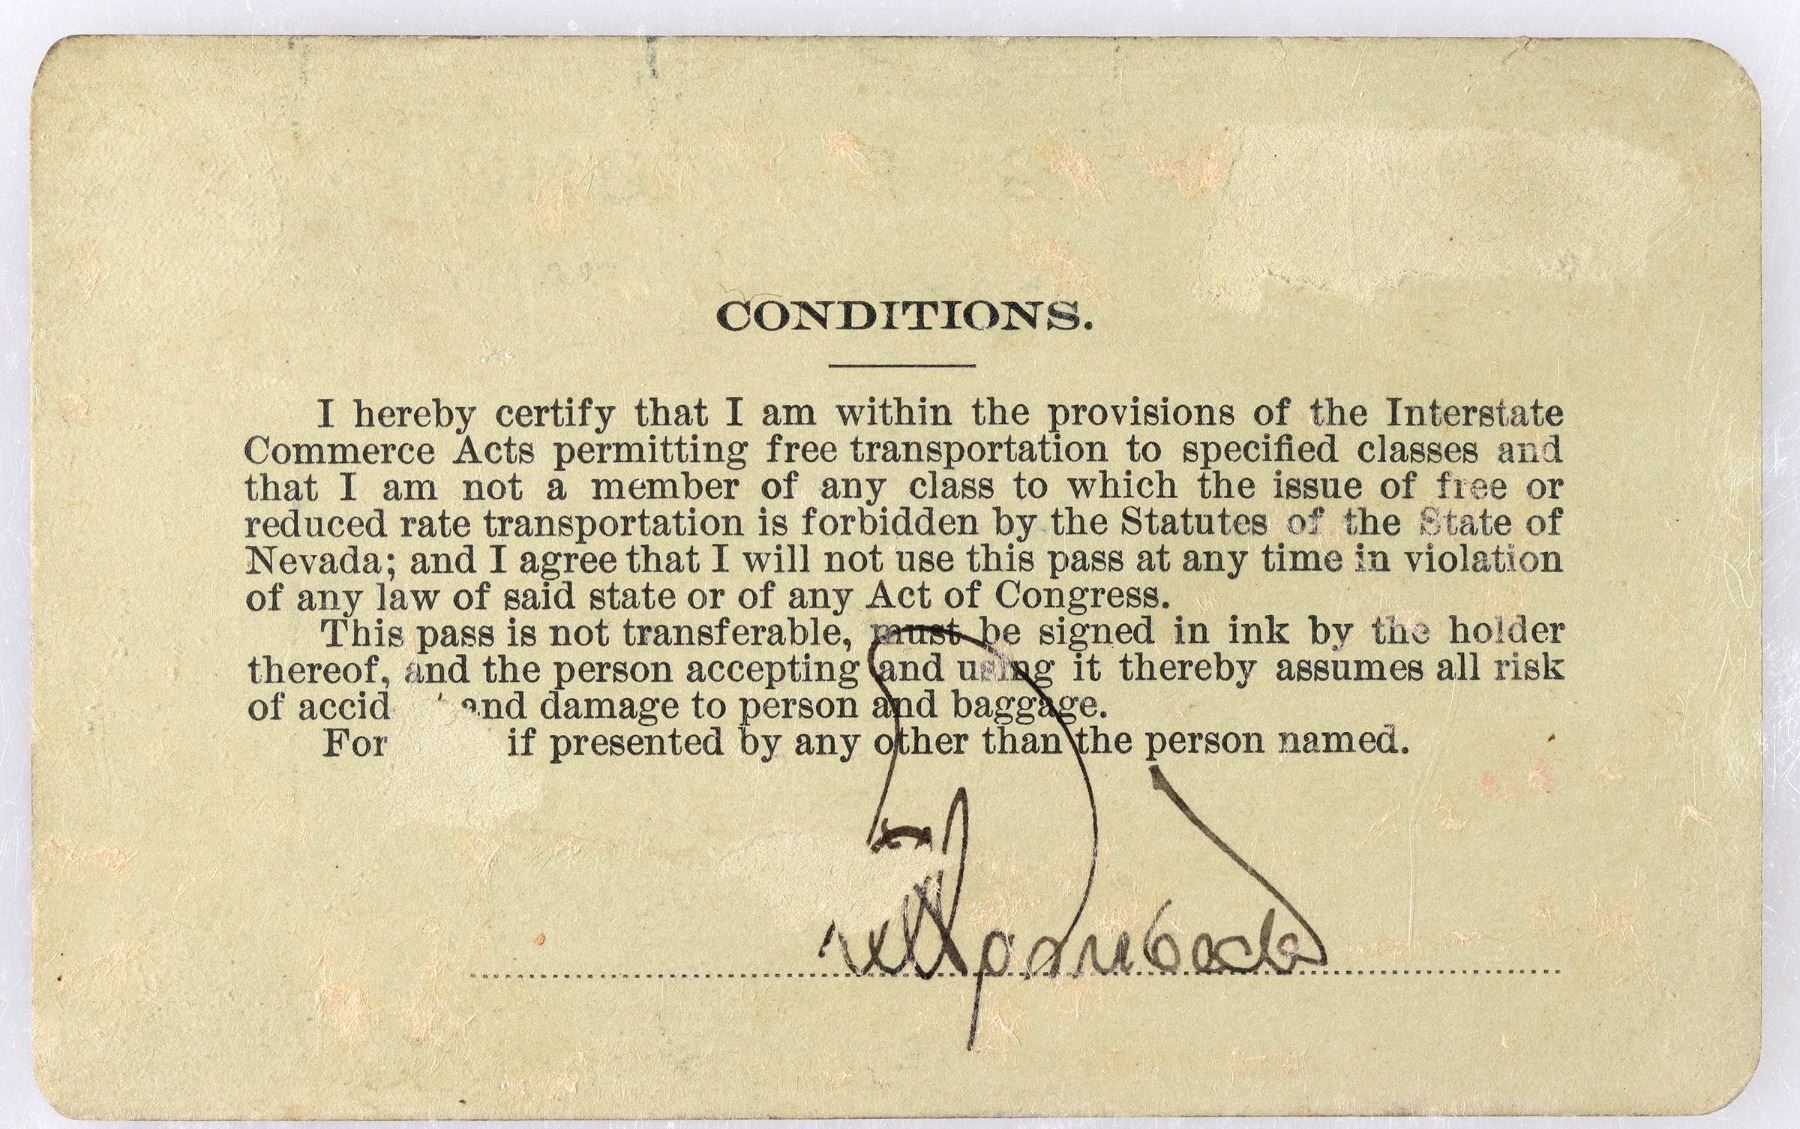 CONDITIONS.
I hereby certify that I am within the provisions of the Interstate
Commerce Acts permitting free transportation to specified classes and
that I am not a member of any class to which the issue of free or
reduced rate transportation is forbidden by the Statutes of the State of
Nevada; and I agree that I will not use this pass at any time in violation
of any law of said state or of any Act of Congress.
This pass is not transferable, must be signed in ink by the holder
thereof, and the person accepting and using it thereby assumes all risk
of accid and damage to person and baggage.
For if presented by any other than the person named.